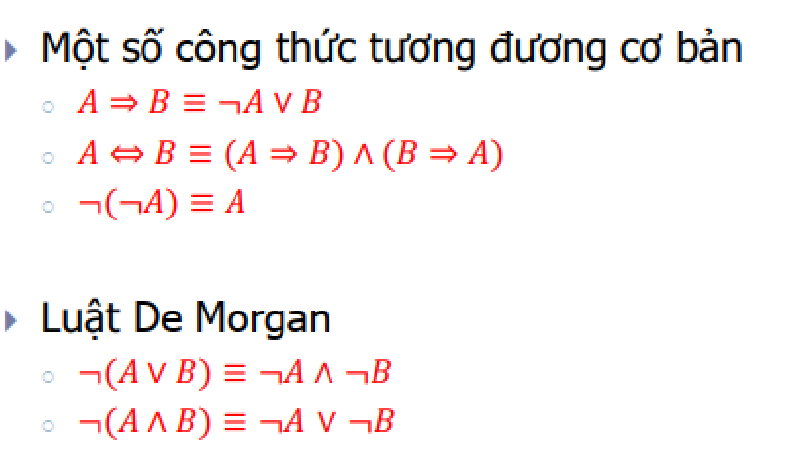 Một số công thức tương đương cơ bản
A ⇒ B ≡ ¬A ∨ B
A ⇔ B ≡ (A ⇒ B) ∧ (B ⇒ A)
¬(¬A) ≡ A
Luật De Morgan
¬(A ∨ B) ≡ ¬A ∧ ¬B
¬(A ∧ B) ≡ ¬A ∨ ¬B